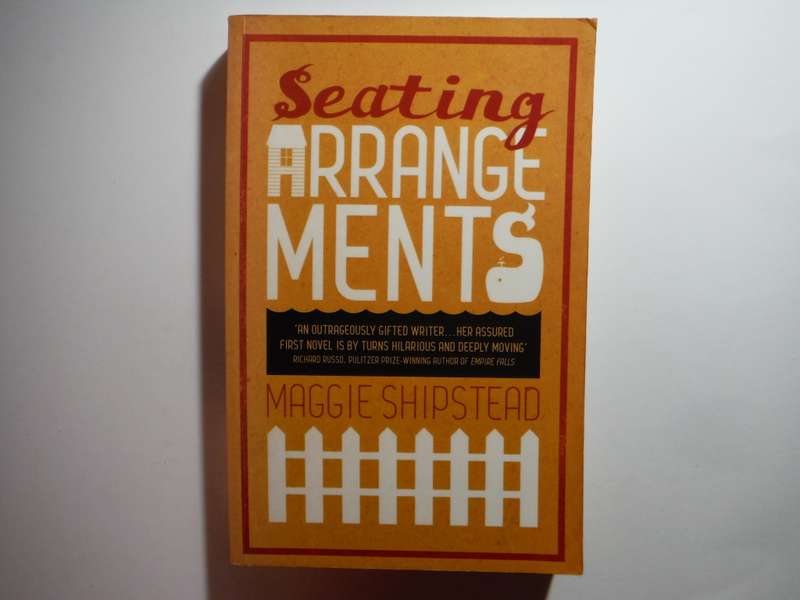 Seating
ARRANGE
MENTS
'AN OUTRAGEOUSLY GIFTED WRITER...HER ASSURED
FIRST NOVEL IS BY TURNS HILARIOUS AND DEEPLY MOVING'
RICHARD RUSSO, PULITZER PRIZE-WINNING AUTHOR OF EMPIRE FALLS
MAGGIE SHIPSTEAD